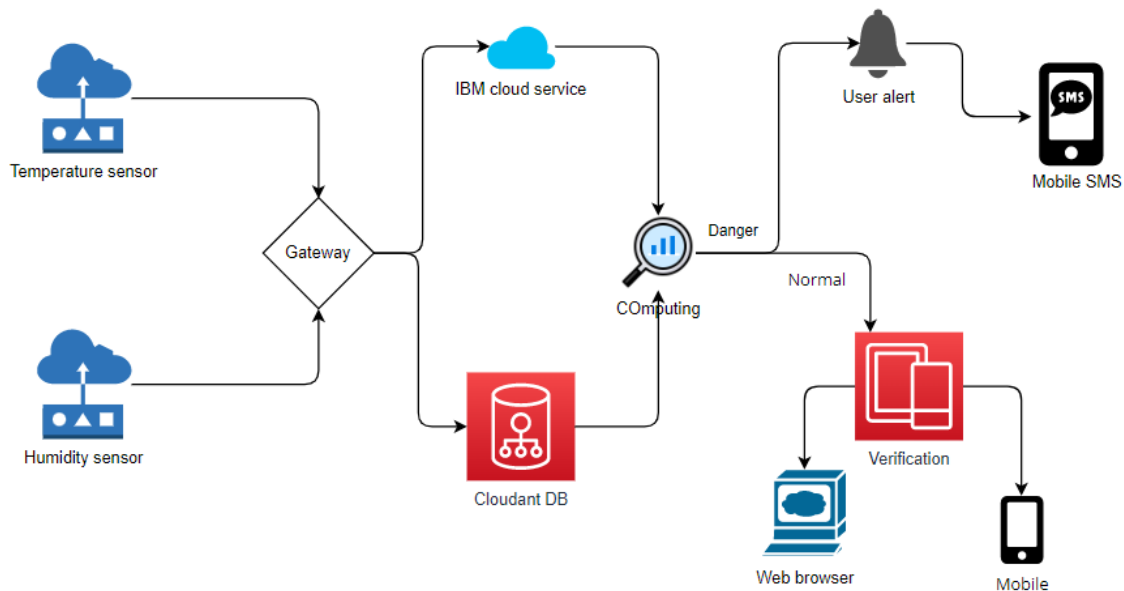 IBM cloud service
User alert
SMS
Temperature sensor
Mobile SMS
Gateway
Danger
Normal
COmputing
Humidity sensor
Verification
Cloudant DB
Web browser
Mobile